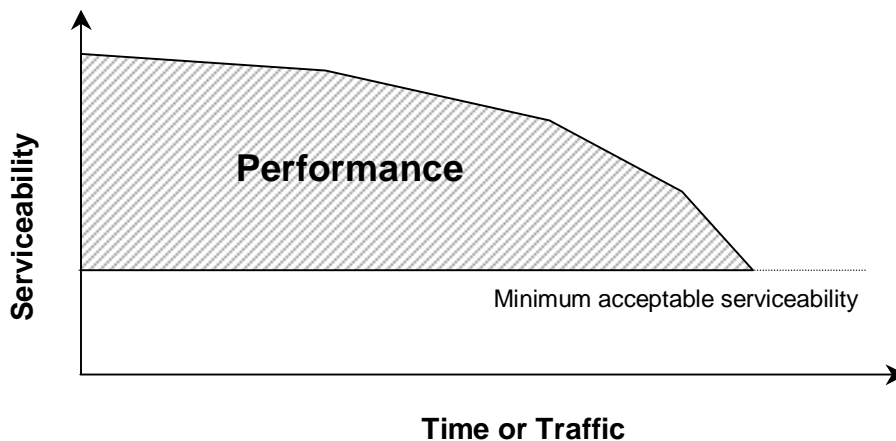 Serviceability
Performance
Minimum acceptable serviceability
Time or Traffic